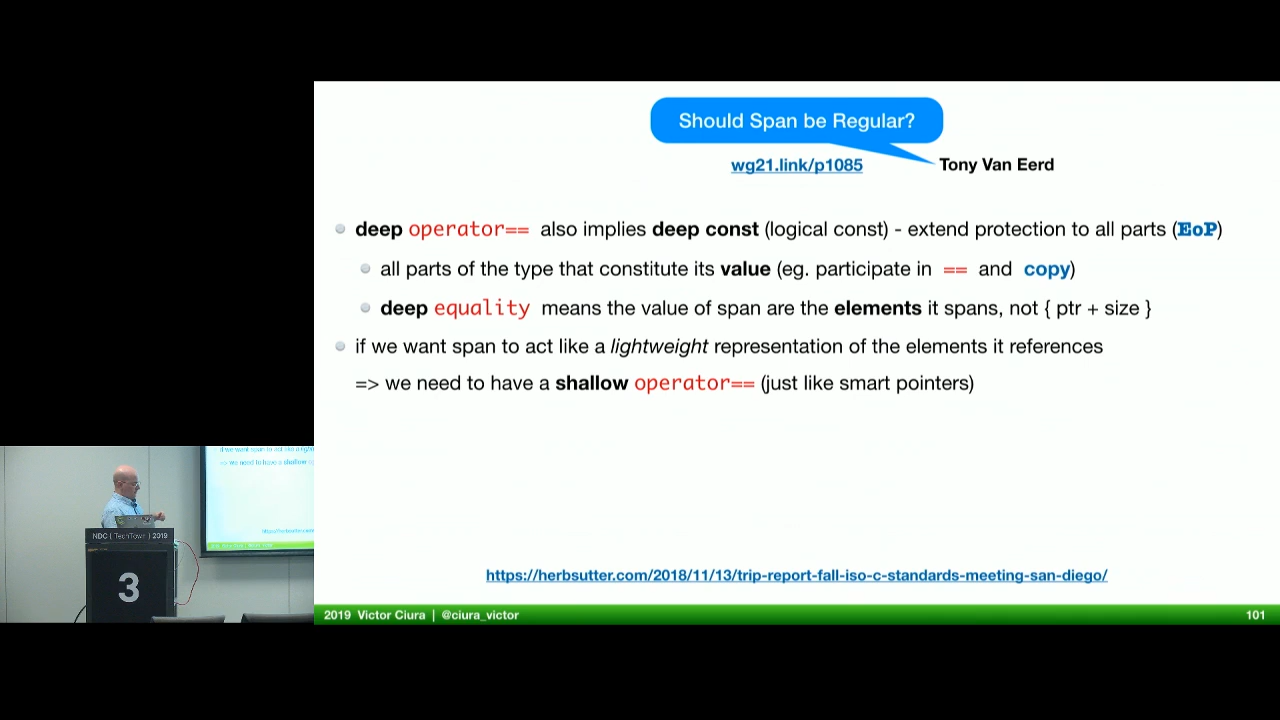 Should Span be Regular?
wg21.link/p1085
Tony Van Eerd
deep operator== also implies deep const (logical const) - extend protection to all parts (EoP)
all parts of the type that constitute its value (eg. participate in == and copy)
deep equality means the value of span are the elements it spans, not { ptr + size }
if we want span to act like a lightweight representation of the elements it references
=> we need to have a shallow operator== (just like smart pointers)
we need to have a shallow
NDC | TechTown | 2019
3
https://herbsutter.com/2018/11/13/trip-report-fall-iso-c-standards-meeting-san-diego/
2019 Victor Ciura | @ciura_victor
101